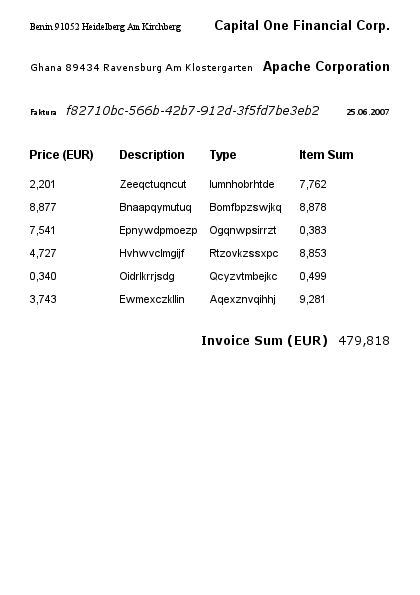 Benin 91052 Heidelberg Am Kirchberg Capital One Financial Corp.
Ghana 89434 Ravensburg Am Klostergarten Apache Corporation
Faktura f82710bc-566b-42b7-912d-3f5fd7be3eb2 25.06.2007
Price (EUR) Description Type Item Sum
2,201 Zeeqctuqncut Iumnhobrhtde 7,762
8,877 Bnaapqymutuq Bomfbpzswjkq 8,878
7,541 Epnywdpmoezp Ogqnwpsirrzt 0,383
4,727 Hvhwvclmgijf Rtzovkzssxpc 8,853
0,340 Oidrlkrrjsdg Qcyzvtmbejkc 0,499
3,743 Ewmexczkllin Aqexznvqihhj 9,281
Invoice Sum (EUR) 479,818